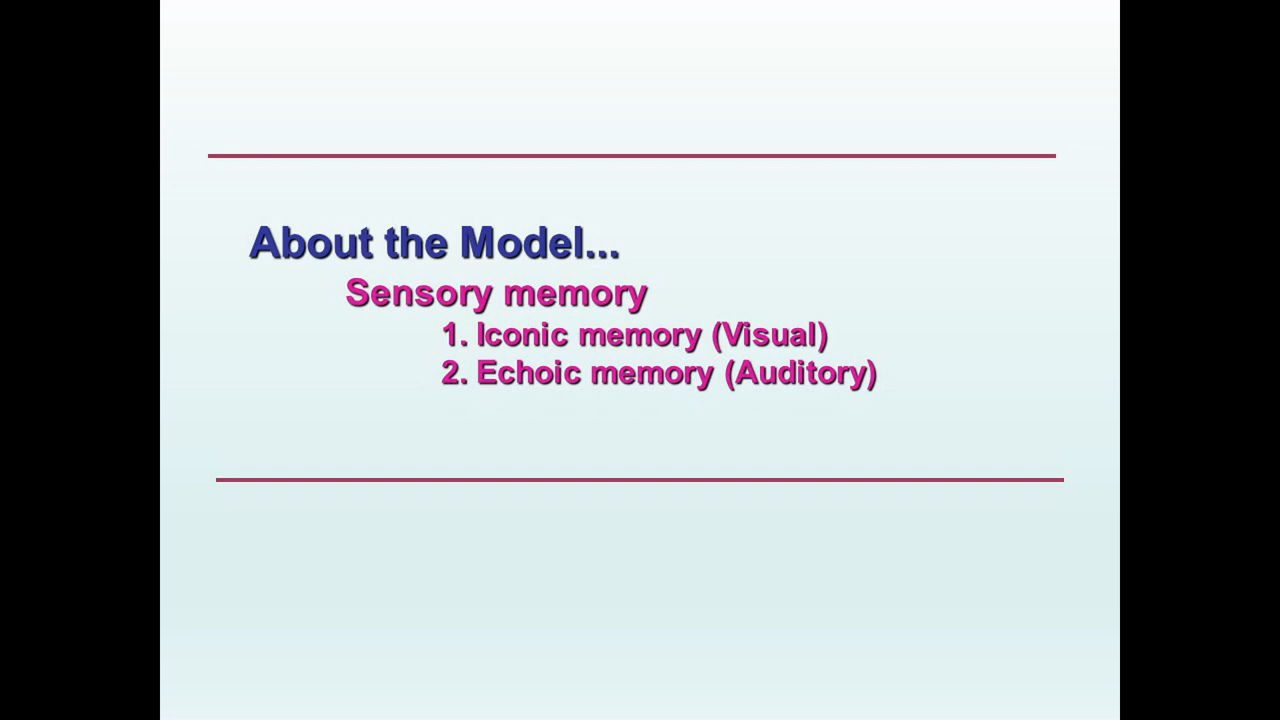 About the Model...
Sensory memory
1. Iconic memory (Visual)
2. Echoic memory (Auditory)